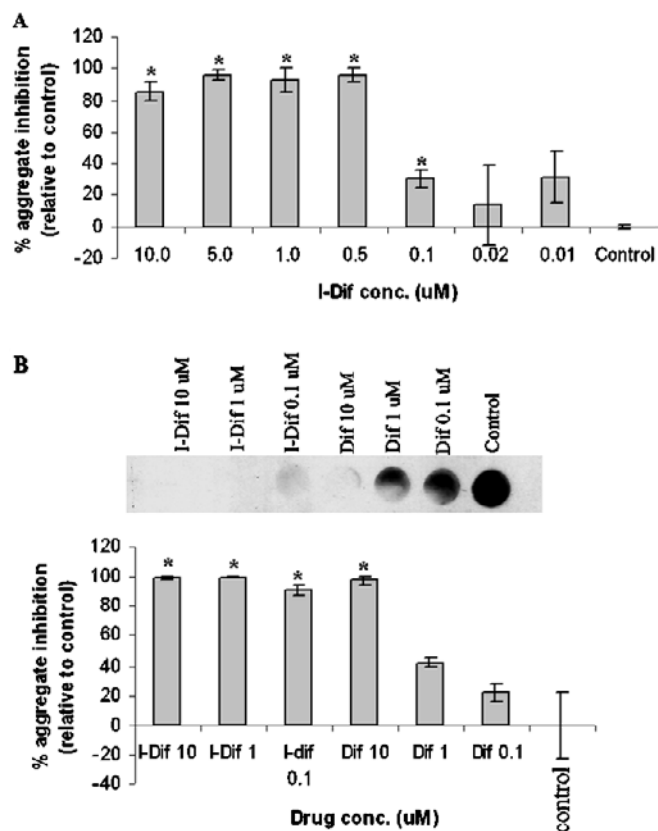 A
% aggregate inhibition
(relative to control)
120
100
80
60
40
20
0
-20
* * * * *
10.0 5.0 1.0 0.5 0.1 0.02 0.01 Control
I-Dif conc. (uM)
B
I-Dif 10 uM
I-Dif 1 uM
I-Dif 0.1 uM
Dif 10 uM
Dif 1 uM
Dif 0.1 uM
Control
% aggregate inhibition
(relative to control)
120
100
80
60
40
20
0
-20
-40
* * * *
I-Dif 10 I-Dif 1 I-dif Dif 10 Dif 1 Dif 0.1 control
0.1
Drug conc. (uM)